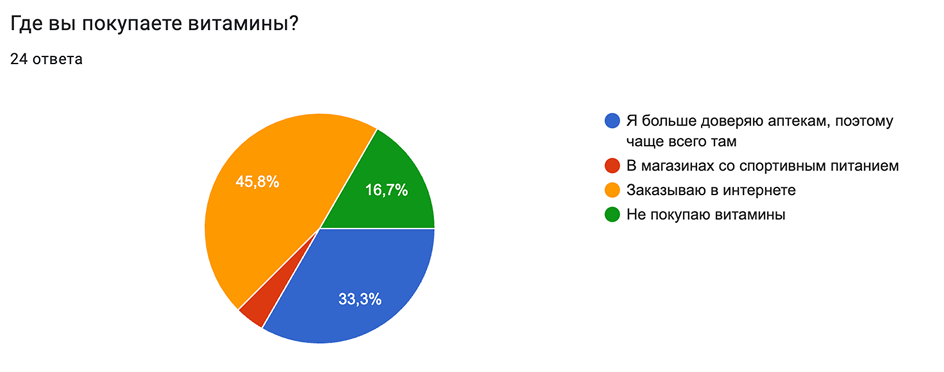 Где вы покупаете витамины?
24 ответа
45,8%
16,7%
33,3%
Я больше доверяю аптекам, поэтому
чаще всего там
В магазинах со спортивным питанием
Заказываю в интернете
Не покупаю витамины